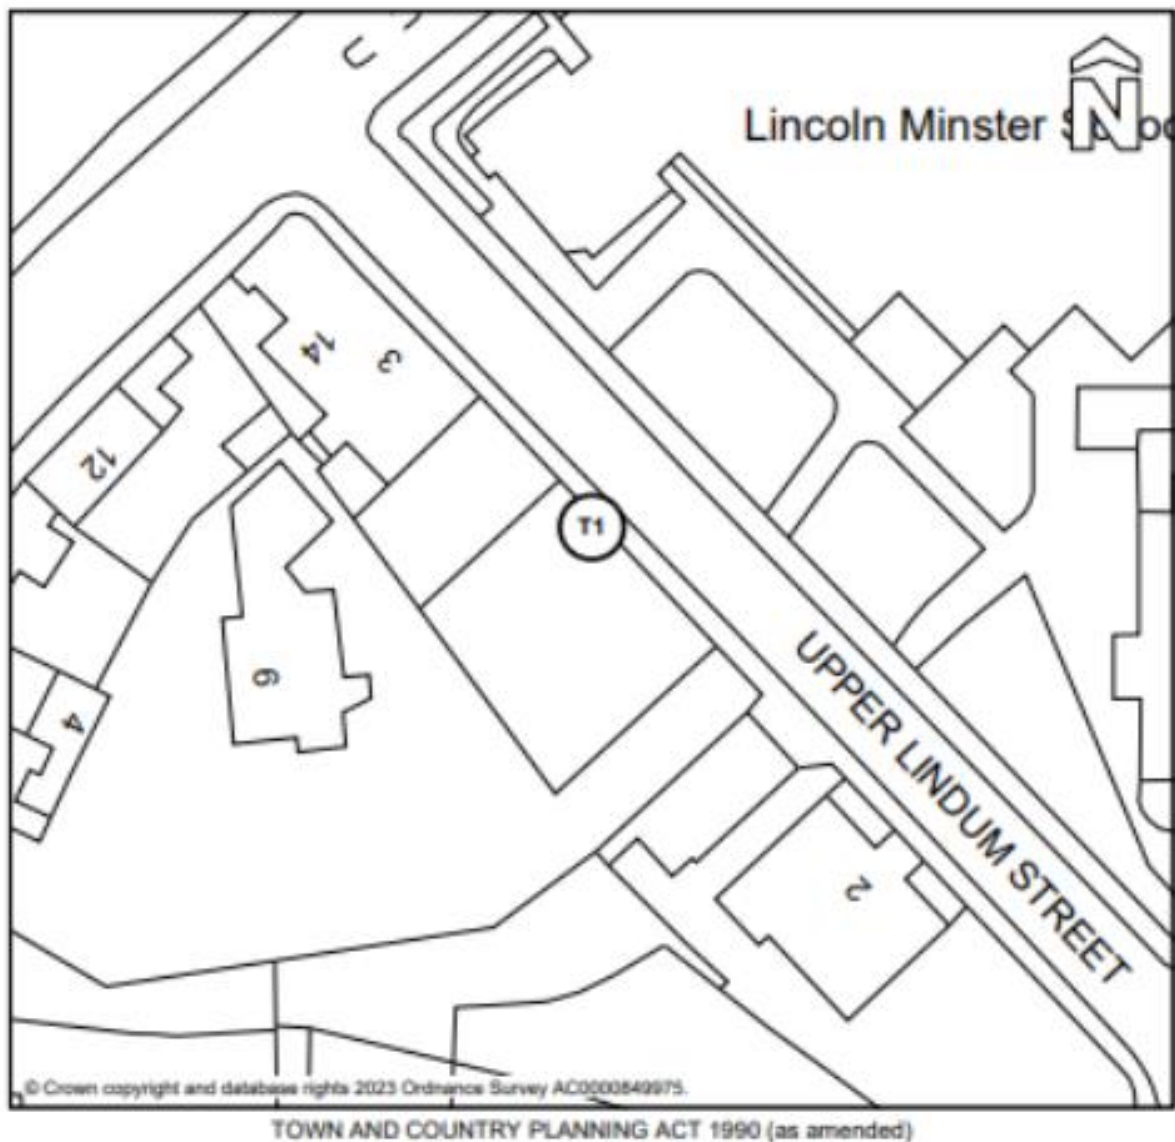 Lincoln Minster
N
14
3
12
T1
6
4
UPPER LINDUM STREET
2
© Crown copyright and database rights 2023 Ordnance Survey AC0000849975.
TOWN AND COUNTRY PLANNING ACT 1990 (as amended)